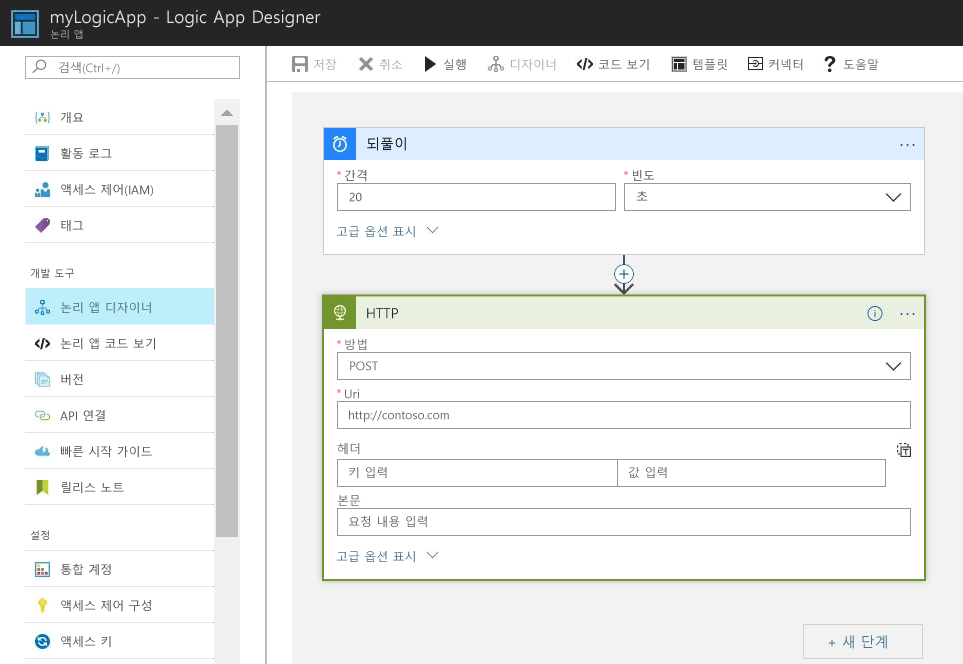 myLogicApp - Logic App Designer
논리 앱
검색(Ctrl+/)
개요
활동 로그
액세스 제어(IAM)
태그
개발 도구
논리 앱 디자이너
논리 앱 코드 보기
버전
API 연결
빠른 시작 가이드
릴리스 노트
설정
통합 계정
액세스 제어 구성
액세스 키
저장 취소 실행 디자이너 코드 보기 템플릿 커넥터 도움말
되풀이 ...
* 간격 * 빈도
20 초
고급 옵션 표시
HTTP ...
* 방법
POST
* Uri
http://contoso.com
헤더
키 입력 값 입력
본문
요청 내용 입력
고급 옵션 표시
+ 새 단계